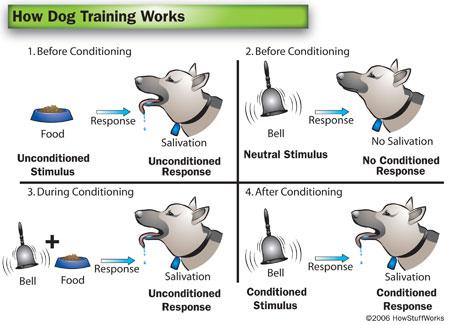 How Dog Training Works
1. Before Conditioning
Food
Response
Salivation
Unconditioned
Stimulus
Unconditioned
Response
2. Before Conditioning
Bell
Response
No Salivation
Neutral Stimulus
No Conditioned
Response
3. During Conditioning
+
Bell
Food
Response
Salivation
Unconditioned
Response
4. After Conditioning
Bell
Response
Salivation
Conditioned
Stimulus
Conditioned
Response
©2006 HowStuffWorks